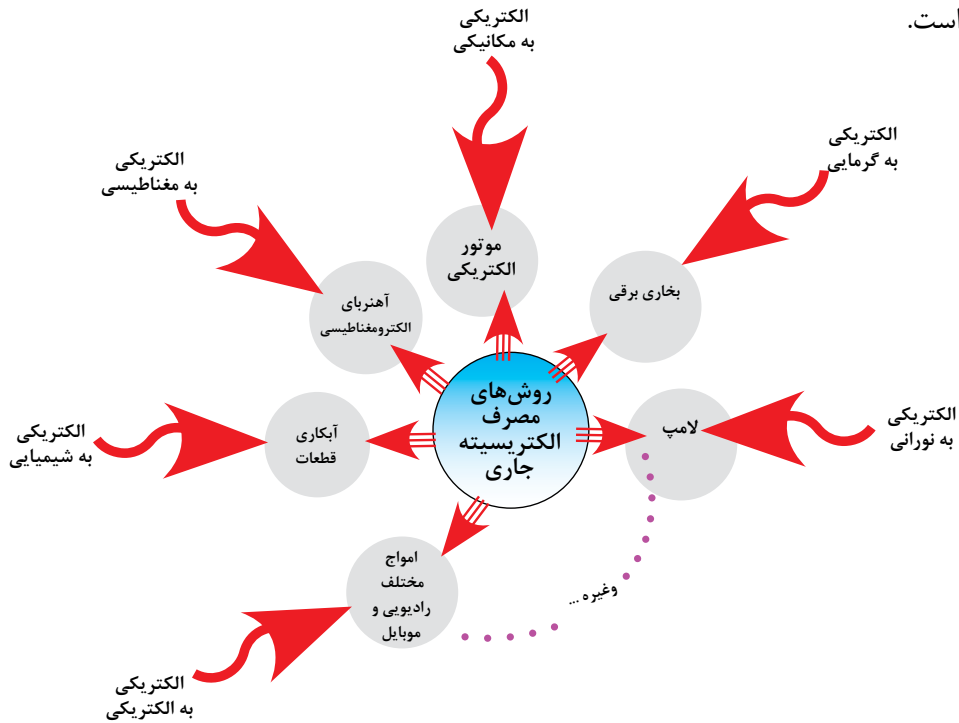 است.
الکتریکی
به مکانیکی
الکتریکی
به گرمایی
الکتریکی
به مغناطیسی
موتور
الکتریکی
بخاری برقی
آهنربای
الکترومغناطیسی
روش‌های
مصرف
الکتریسیته
جاری
لامپ
الکتریکی
به نورانی
آبکاری
قطعات
الکتریکی
به شیمیایی
امواج
مختلف
رادیویی و
موبایل
وغیره ...
الکتریکی
به الکتریکی